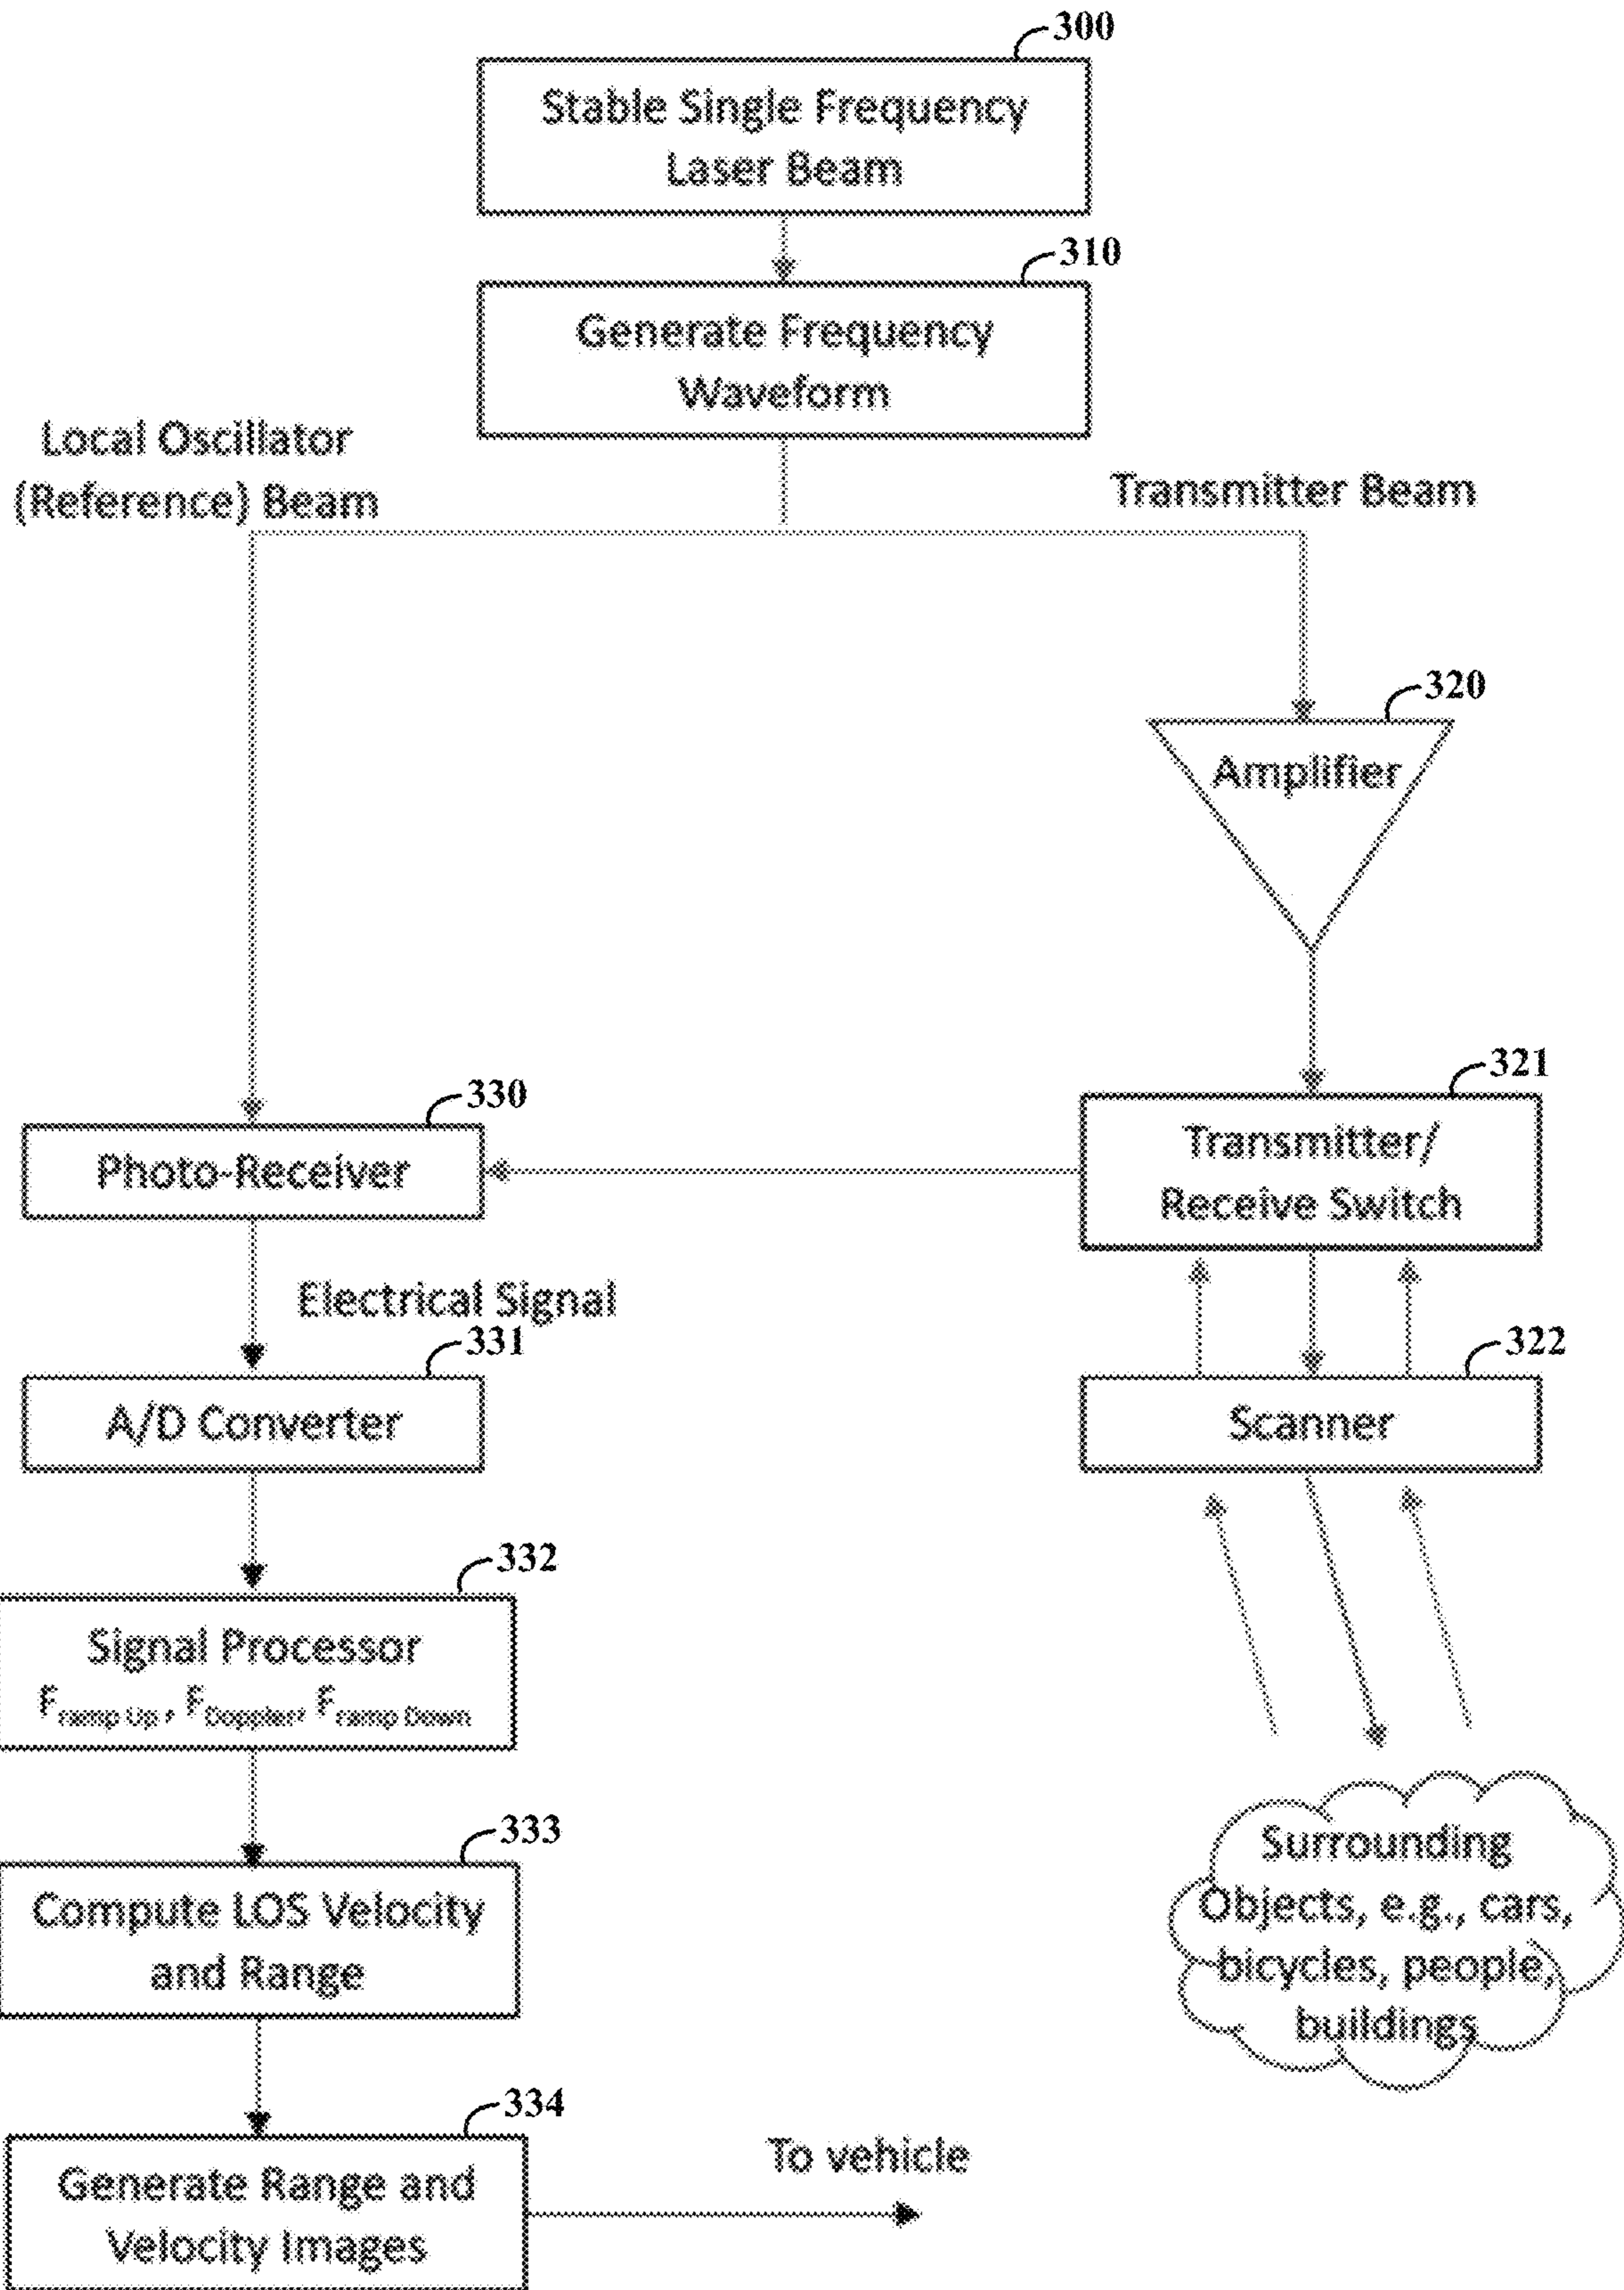 300
Stable Single Frequency
Laser Beam
310
Generate Frequency
Waveform
Local Oscillator
(Reference) Beam
Transmitter Beam
320
Amplifier
330
Photo-Receiver
321
Transmitter/
Receive Switch
Electrical Signal
331
A/D Converter
322
Scanner
332
Signal Processor
Framp Up, FDoppler, Framp Down
333
Compute LOS Velocity
and Range
Surrounding
Objects, e.g., cars,
bicycles, people,
buildings
334
Generate Range and
Velocity Images
To vehicle